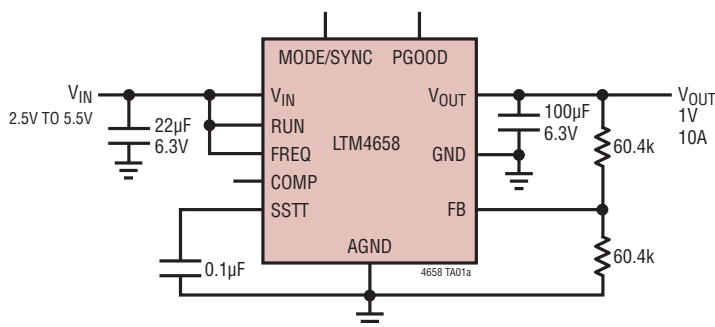 MODE/SYNC PGOOD
VIN
2.5V TO 5.5V
22µF
6.3V
VIN
RUN
FREQ
COMP
SSTT
LTM4658
VOUT
GND
FB
AGND
100µF
6.3V
VOUT
1V
10A
60.4k
60.4k
0.1µF
4658 TA01a